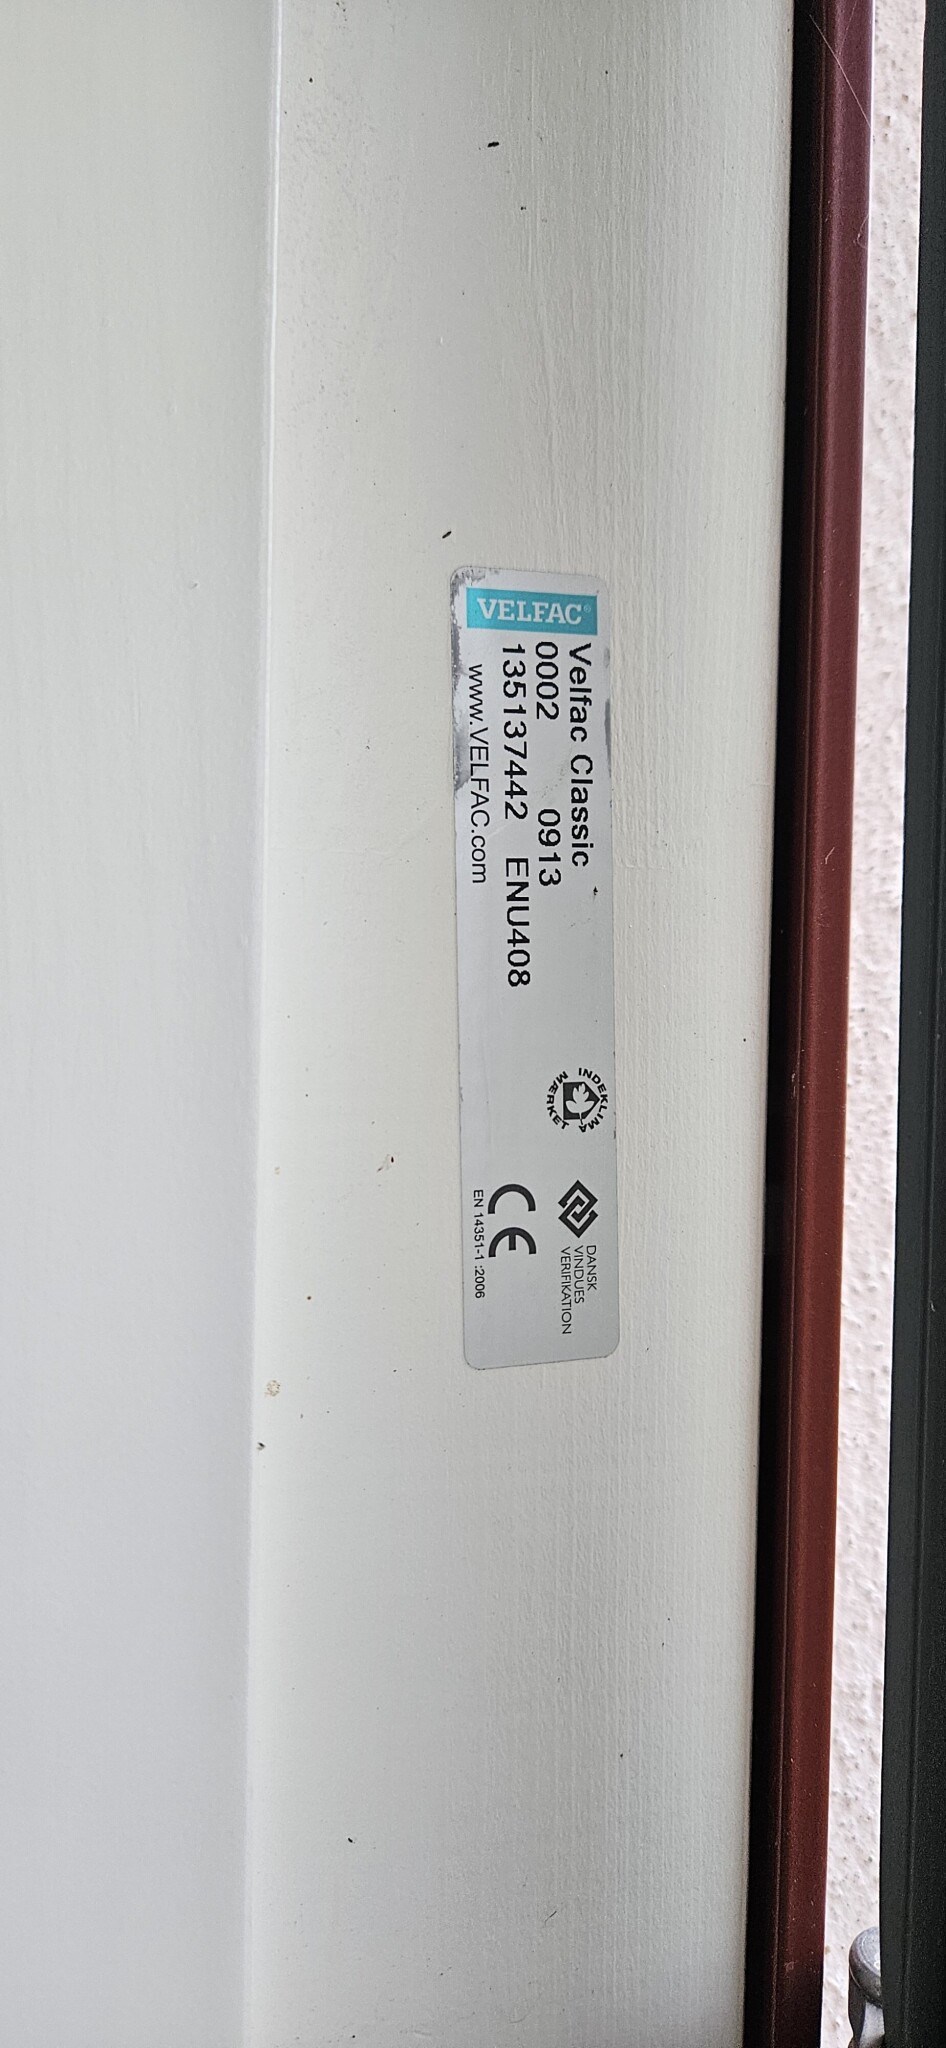 VELFAC®
Velfac Classic
0002 0913
135137442 ENU408
www.VELFAC.com
INDEKLIMA
MÆRKET
DANSK
VINDUES
VERIFIKATION
CE
EN 14351-1 :2006